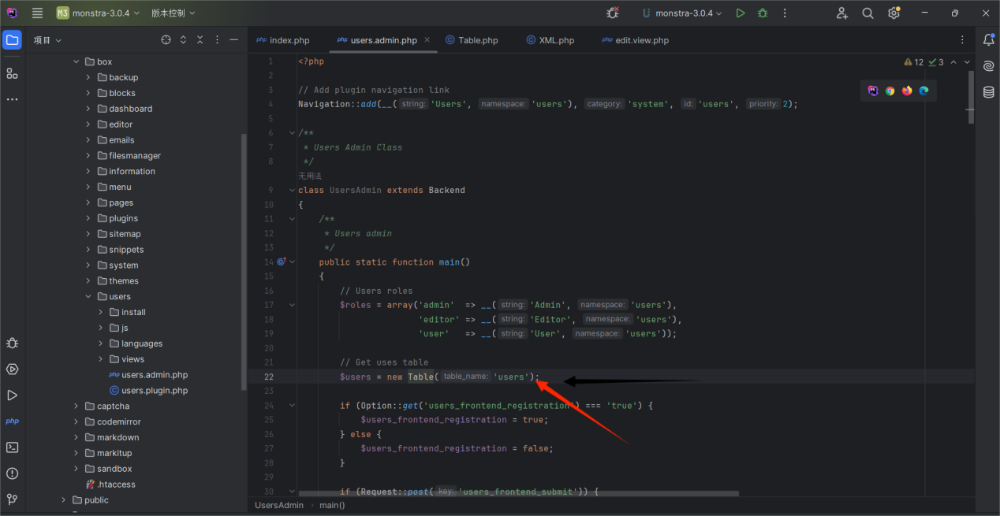 M3 monstra-3.0.4 版本控制 monstra-3.0.4
项目
index.php users.admin.php Table.php XML.php edit.view.php
box
backup
blocks
dashboard
editor
emails
filesmanager
information
menu
pages
plugins
sitemap
snippets
system
themes
users
install
js
languages
views
php users.admin.php
users.plugin.php
captcha
codemirror
markdown
markitup
sandbox
.htaccess
public
php
12 3
1 <?php
2
3 // Add plugin navigation link
4 Navigation::add(__( string: 'Users', namespace: 'users'), category: 'system', id: 'users', priority: 2);
5
6 /**
7 * Users Admin Class
8 */
无用法
9 class UsersAdmin extends Backend
10 {
11 /**
12 * Users admin
13 */
14 public static function main()
15 {
16 // Users roles
17 $roles = array('admin' => __( string: 'Admin', namespace: 'users'),
18 'editor' => __( string: 'Editor', namespace: 'users'),
19 'user' => __( string: 'User', namespace: 'users'));
20
21 // Get uses table
22 $users = new Table( table_name: 'users');
23
24 if (Option::get('users_frontend_registration') === 'true') {
25 $users_frontend_registration = true;
26 } else {
27 $users_frontend_registration = false;
28 }
29
30 if (Request::post( key: 'users_frontend_submit')) {
UsersAdmin main()